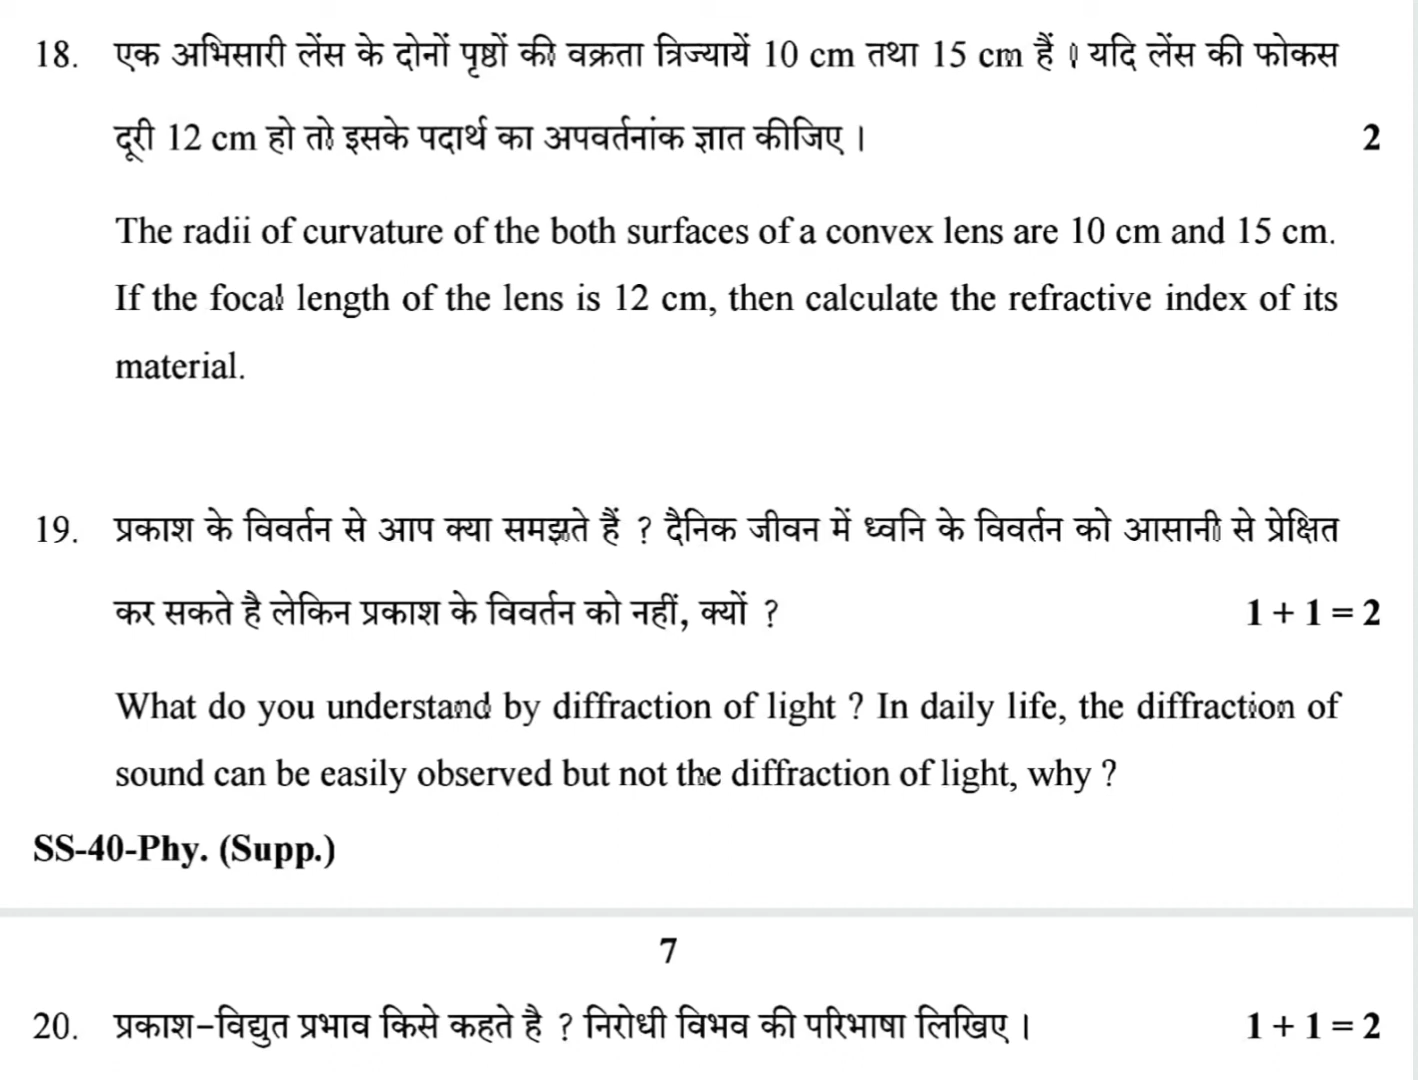 18. एक अभिसारी लेंस के दोनों पृष्ठों की वक्रता त्रिज्यायें 10 cm तथा 15 cm हैं । यदि लेंस की फोकस
दूरी 12 cm हो तो इसके पदार्थ का अपवर्तनांक ज्ञात कीजिए । 2
The radii of curvature of the both surfaces of a convex lens are 10 cm and 15 cm.
If the focal length of the lens is 12 cm, then calculate the refractive index of its
material.
19. प्रकाश के विवर्तन से आप क्या समझते हैं ? दैनिक जीवन में ध्वनि के विवर्तन को आसानी से प्रेक्षित
कर सकते है लेकिन प्रकाश के विवर्तन को नहीं, क्यों ? 1 + 1 = 2
What do you understand by diffraction of light ? In daily life, the diffraction of
sound can be easily observed but not the diffraction of light, why ?
SS-40-Phy. (Supp.)
7
20. प्रकाश-विद्युत प्रभाव किसे कहते है ? निरोधी विभव की परिभाषा लिखिए । 1 + 1 = 2